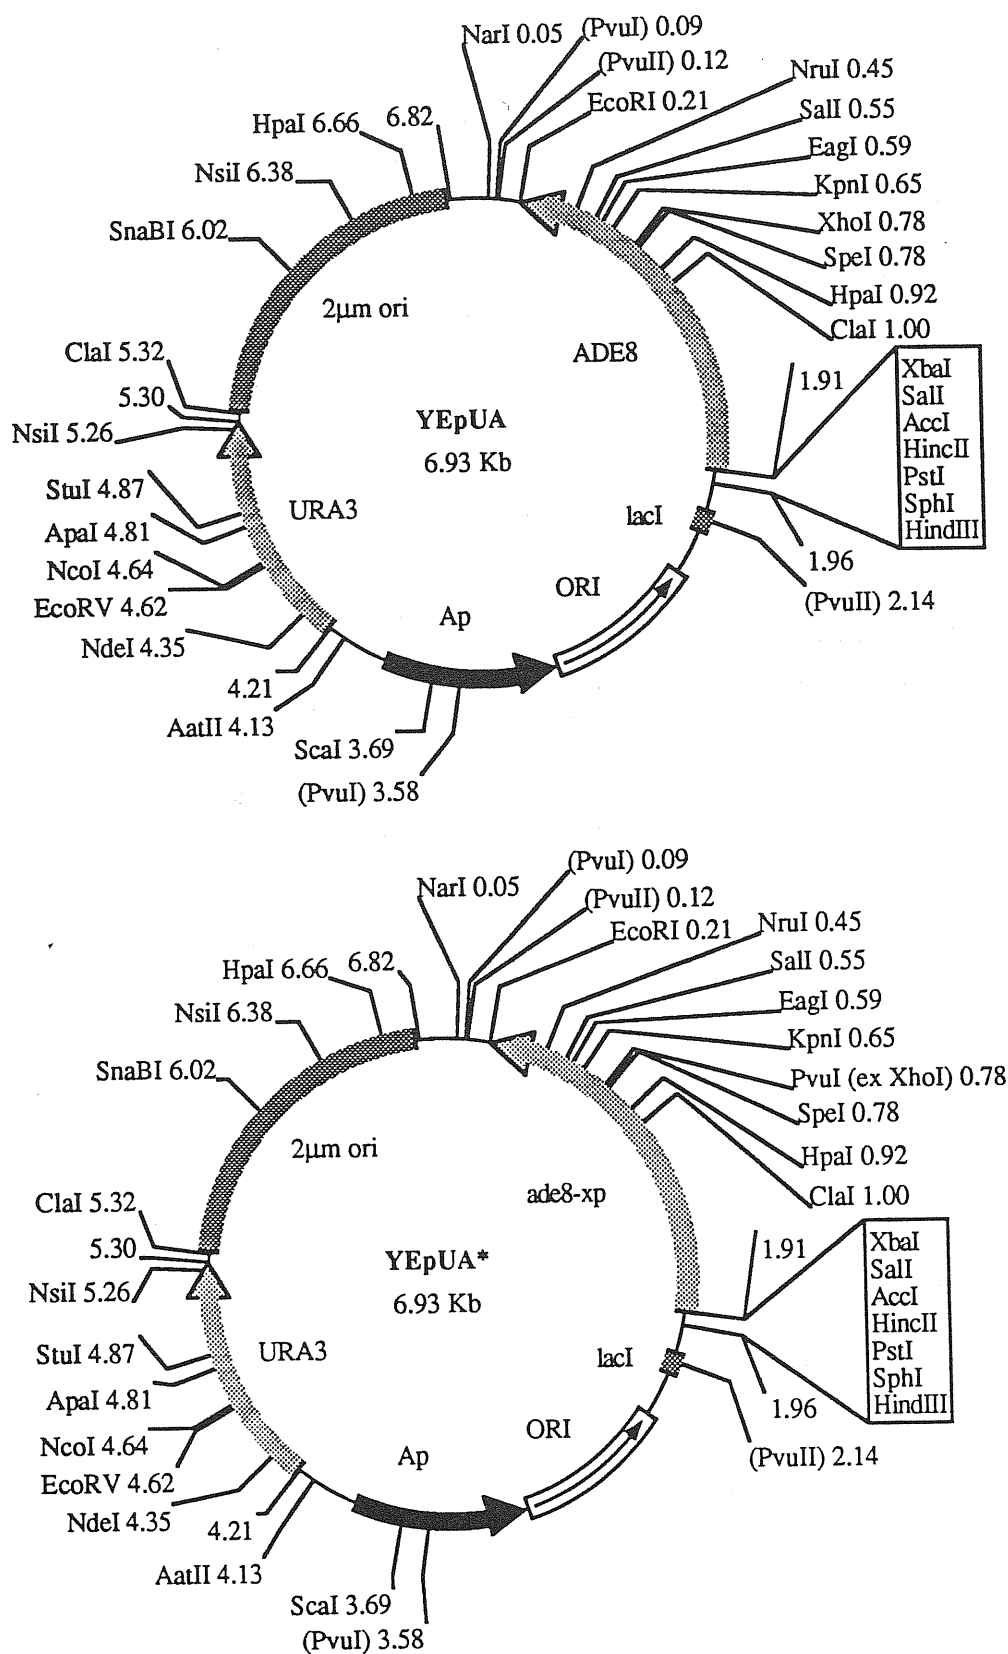 NarI 0.05
(PvuI) 0.09
(PvuII) 0.12
EcoRI 0.21
NruI 0.45
SalI 0.55
EagI 0.59
KpnI 0.65
XhoI 0.78
SpeI 0.78
HpaI 0.92
ClaI 1.00
1.91
XbaI
SalI
AccI
HincII
PstI
SphI
HindIII
1.96
(PvuII) 2.14
6.82
HpaI 6.66
NsiI 6.38
SnaBI 6.02
ClaI 5.32
5.30
NsiI 5.26
StuI 4.87
ApaI 4.81
NcoI 4.64
EcoRV 4.62
NdeI 4.35
4.21
AatII 4.13
ScaI 3.69
(PvuI) 3.58
2µm ori
ADE8
YEpUA
6.93 Kb
URA3
lacI
ORI
Ap
NarI 0.05
(PvuI) 0.09
(PvuII) 0.12
EcoRI 0.21
NruI 0.45
SalI 0.55
EagI 0.59
KpnI 0.65
PvuI (ex XhoI) 0.78
SpeI 0.78
HpaI 0.92
ClaI 1.00
1.91
XbaI
SalI
AccI
HincII
PstI
SphI
HindIII
1.96
(PvuII) 2.14
6.82
HpaI 6.66
NsiI 6.38
SnaBI 6.02
ClaI 5.32
5.30
NsiI 5.26
StuI 4.87
ApaI 4.81
NcoI 4.64
EcoRV 4.62
NdeI 4.35
4.21
AatII 4.13
ScaI 3.69
(PvuI) 3.58
2µm ori
ade8-xp
YEpUA*
6.93 Kb
URA3
lacI
ORI
Ap